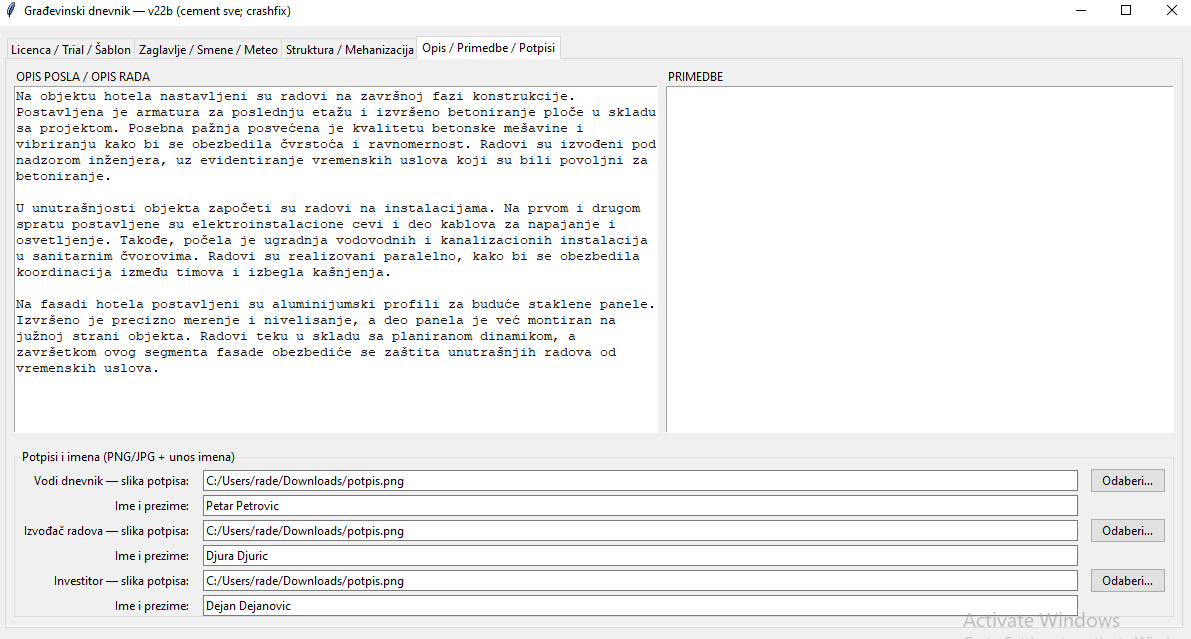 Građevinski dnevnik — v22b (cement sve; crashfix)
Licenca / Trial / Šablon
Zaglavlje / Smene / Meteo
Struktura / Mehanizacija
Opis / Primedbe / Potpisi
OPIS POSLA / OPIS RADA
Na objektu hotela nastavljeni su radovi na završnoj fazi konstrukcije.
Postavljena je armatura za poslednju etažu i izvršeno betoniranje ploče u skladu
sa projektom. Posebna pažnja posvećena je kvalitetu betonske mešavine i
vibriranju kako bi se obezbedila čvrstoća i ravnomernost. Radovi su izvođeni pod
nadzorom inženjera, uz evidentiranje vremenskih uslova koji su bili povoljni za
betoniranje.
U unutrašnjosti objekta započeti su radovi na instalacijama. Na prvom i drugom
spratu postavljene su elektroinstalacione cevi i deo kablova za napajanje i
osvetljenje. Takođe, počela je ugradnja vodovodnih i kanalizacionih instalacija
u sanitarnim čvorovima. Radovi su realizovani paralelno, kako bi se obezbedila
koordinacija između timova i izbegla kašnjenja.
Na fasadi hotela postavljeni su aluminijumski profili za buduće staklene panele.
Izvršeno je precizno merenje i nivelisanje, a deo panela je već montiran na
južnoj strani objekta. Radovi teku u skladu sa planiranom dinamikom, a
završetkom ovog segmenta fasade obezbediće se zaštita unutrašnjih radova od
vremenskih uslova.
PRIMEDBE
Potpisi i imena (PNG/JPG + unos imena)
Vodi dnevnik — slika potpisa: C:/Users/rade/Downloads/potpis.png Odaberi...
Ime i prezime: Petar Petrovic
Izvođač radova — slika potpisa: C:/Users/rade/Downloads/potpis.png Odaberi...
Ime i prezime: Djura Djuric
Investitor — slika potpisa: C:/Users/rade/Downloads/potpis.png Odaberi...
Ime i prezime: Dejan Dejanovic
Activate Windows